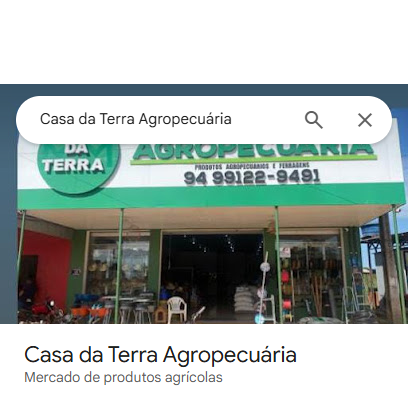 Casa da Terra Agropecuária
DA
TERRA
AGROPECUÁRIA
PRODUTOS AGROPECUÁRIOS E FERRAGENS
94 99122-9491
Casa da Terra Agropecuária
Mercado de produtos agrícolas